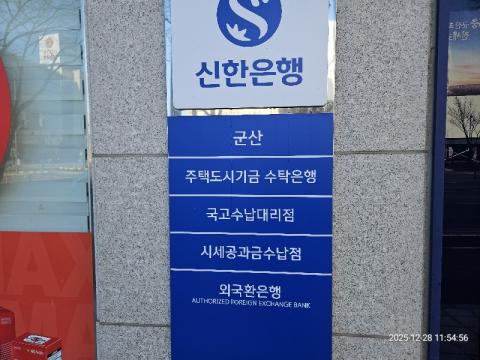 신한은행
군산
주택도시기금 수탁은행
국고수납대리점
시세공과금수납점
외국환은행
AUTHORIZED FOREIGN EXCHANGE BANK
2025-12-28 11:54:56